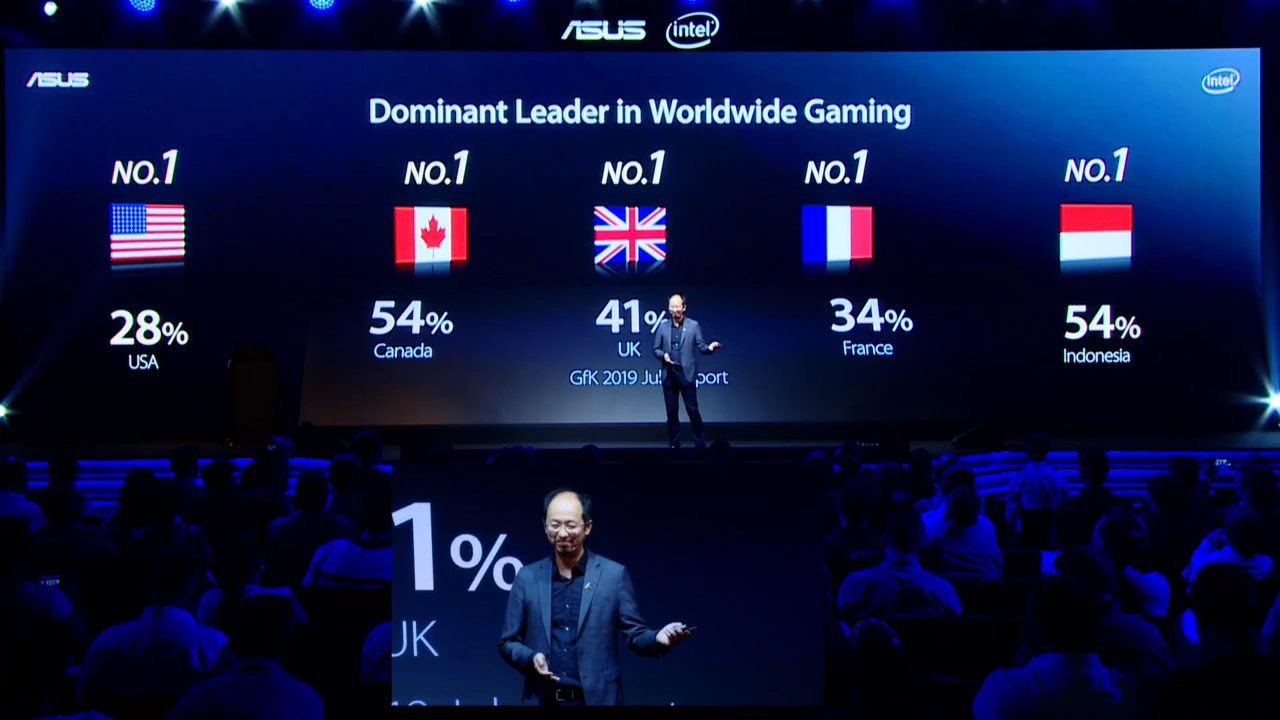 ASUS intel
ASUS intel
Dominant Leader in Worldwide Gaming
NO.1 NO.1 NO.1 NO.1 NO.1
28% 54% 41% 34% 54%
USA Canada UK France Indonesia
GfK 2019
1%
UK